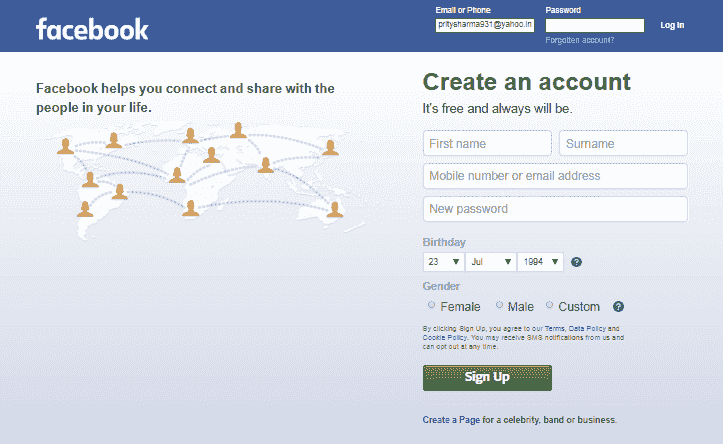 facebook
Email or Phone
Password
pritysharma931@yahoo.in
Log In
Forgotten account?
Facebook helps you connect and share with the
people in your life.
Create an account
It's free and always will be.
First name
Surname
Mobile number or email address
New password
Birthday
23 Jul 1994 ?
Gender
Female Male Custom ?
By clicking Sign Up, you agree to our Terms, Data Policy and
Cookie Policy. You may receive SMS notifications from us and
can opt out at any time.
Sign Up
Create a Page for a celebrity, band or business.